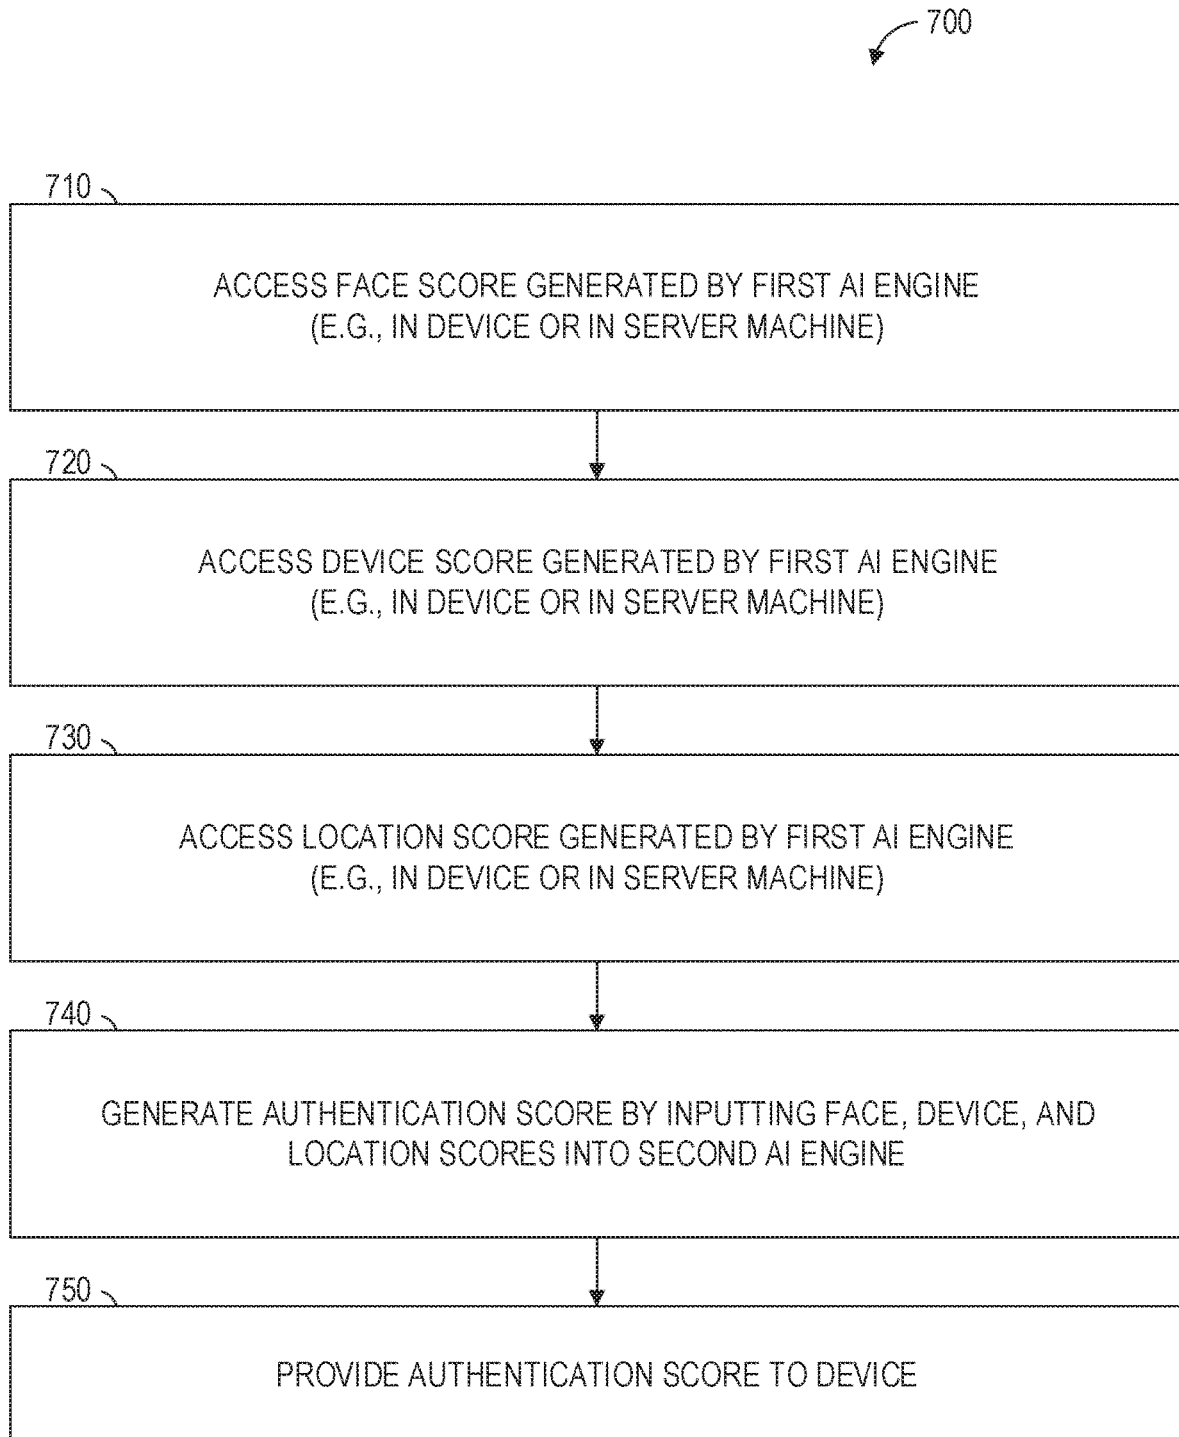 700
710
ACCESS FACE SCORE GENERATED BY FIRST AI ENGINE
(E.G., IN DEVICE OR IN SERVER MACHINE)
720
ACCESS DEVICE SCORE GENERATED BY FIRST AI ENGINE
(E.G., IN DEVICE OR IN SERVER MACHINE)
730
ACCESS LOCATION SCORE GENERATED BY FIRST AI ENGINE
(E.G., IN DEVICE OR IN SERVER MACHINE)
740
GENERATE AUTHENTICATION SCORE BY INPUTTING FACE, DEVICE, AND
LOCATION SCORES INTO SECOND AI ENGINE
750
PROVIDE AUTHENTICATION SCORE TO DEVICE